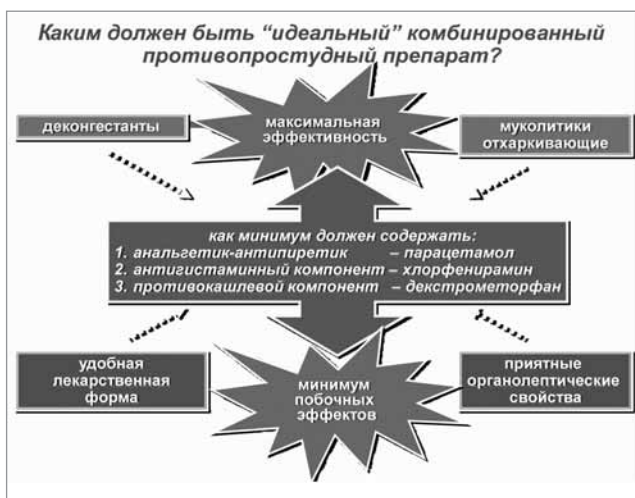 Каким должен быть “идеальный” комбинированный
противопростудный препарат?
деконгестанты
максимальная
эффективность
муколитики
отхаркивающие
как минимум должен содержать:
1. анальгетик-антипиретик – парацетамол
2. антигистаминный компонент – хлорфенирамин
3. противокашлевой компонент – декстрометорфан
удобная
лекарственная
форма
минимум
побочных
эффектов
приятные
органолептические
свойства